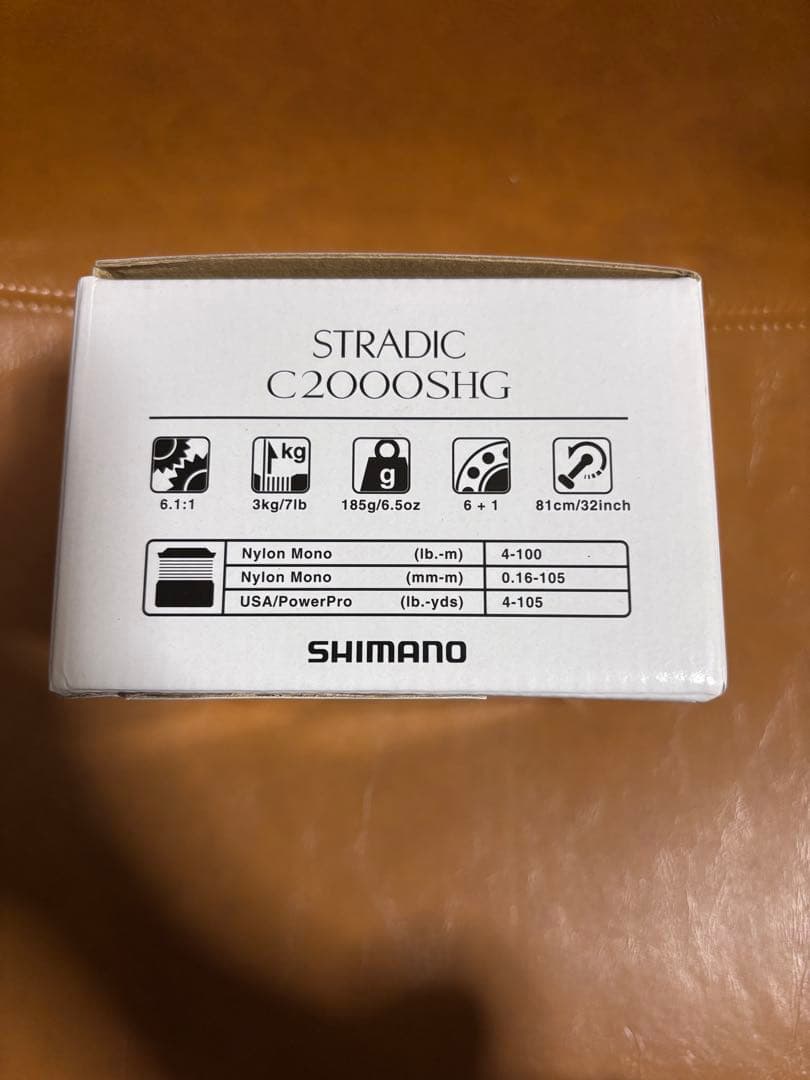 STRADIC
C2000SHG
kg
g
6.1:1 3kg/7lb 185g/6.5oz 6 + 1 81cm/32inch
Nylon Mono (lb.-m) 4-100
Nylon Mono (mm-m) 0.16-105
USA/PowerPro (lb.-yds) 4-105
SHIMANO